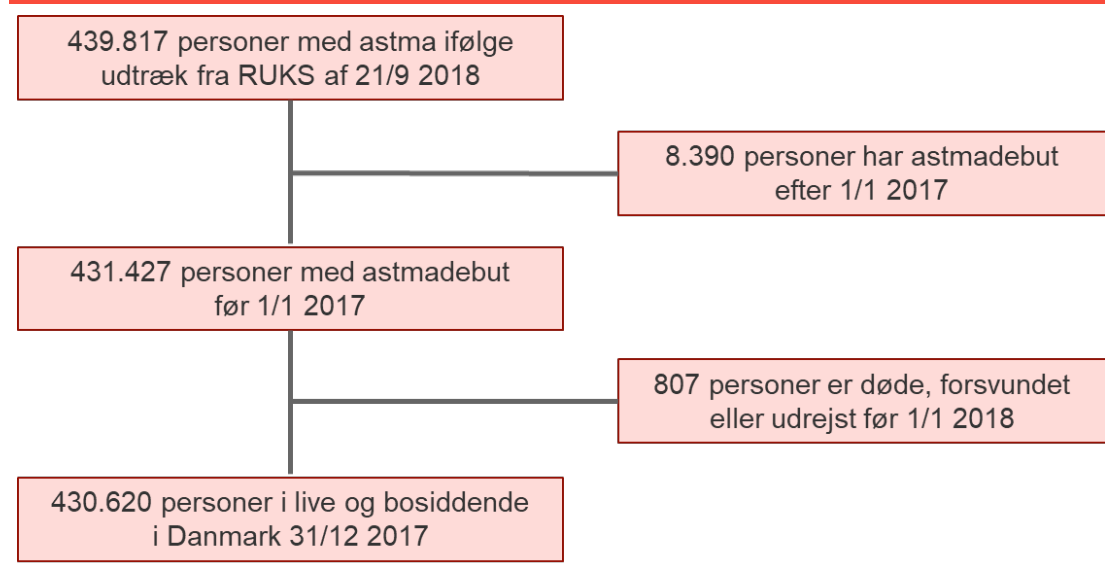 439.817 personer med astma ifølge
udtræk fra RUKS af 21/9 2018
8.390 personer har astmadebut
efter 1/1 2017
431.427 personer med astmadebut
før 1/1 2017
807 personer er døde, forsvundet
eller udrejst før 1/1 2018
430.620 personer i live og bosiddende
i Danmark 31/12 2017